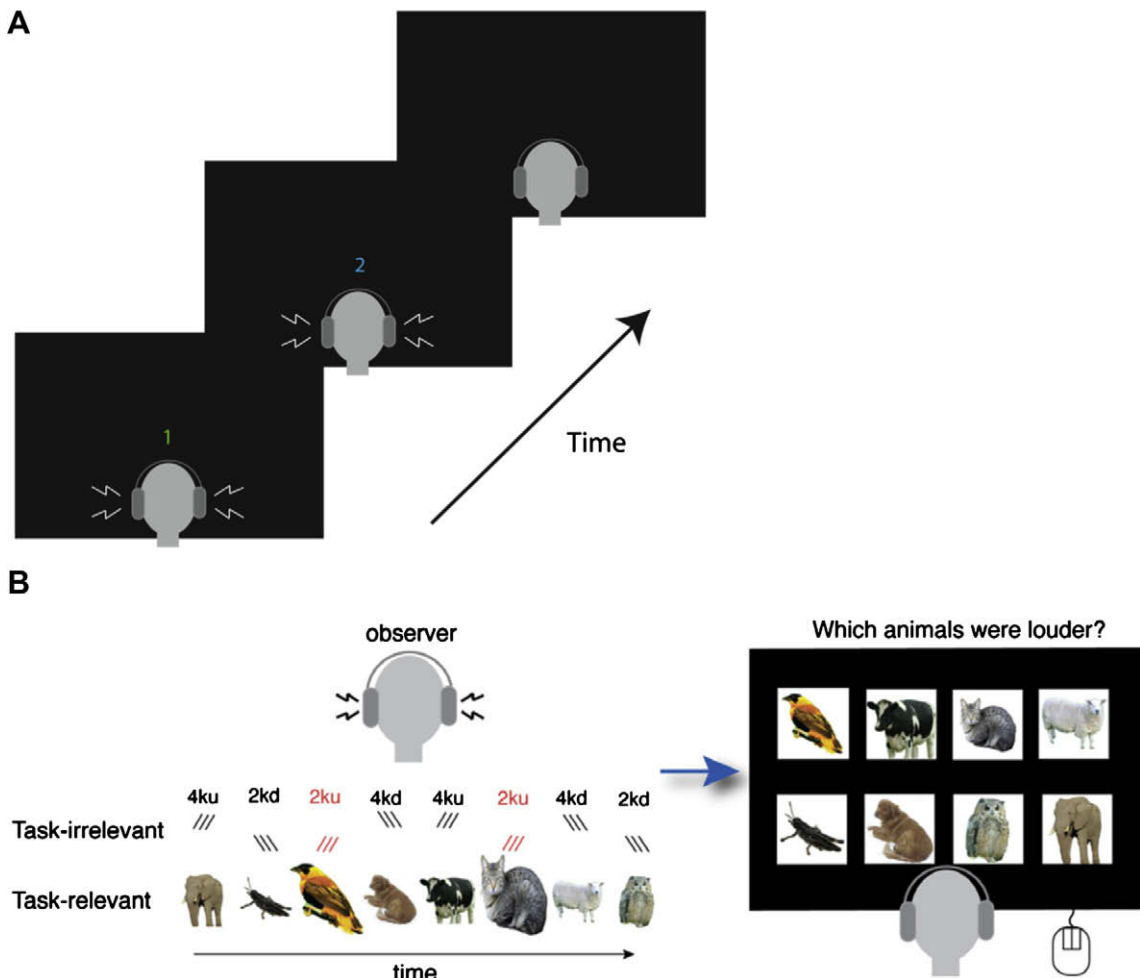 A
2
1
Time
B
observer
Which animals were louder?
4ku 2kd 2ku 4kd 4ku 2ku 4kd 2kd
Task-irrelevant
Task-relevant
time